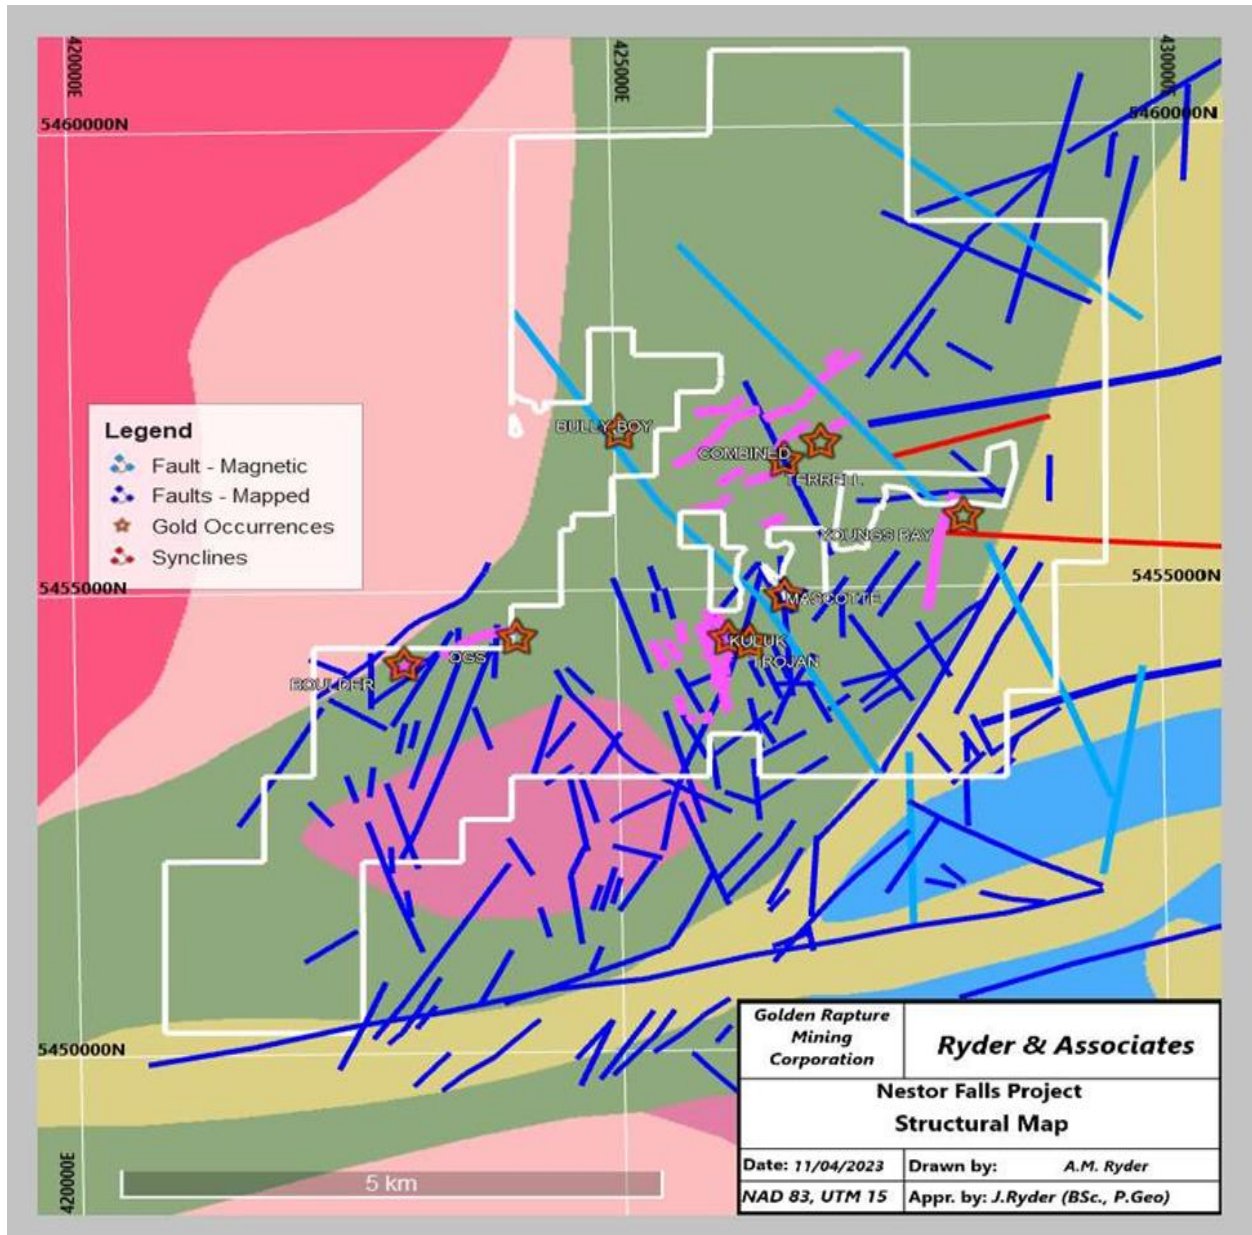 420000E
425000E
430000E
5460000N
5460000N
Legend
Fault - Magnetic
Faults - Mapped
Gold Occurrences
Synclines
BULLY BOY
COMBINED
TERRELL
YOUNGS BAY
5455000N
5455000N
MASCOTTE
KULUK
TROJAN
OGS
BOULDER
5450000N
420000E
5 km
Golden Rapture
Mining
Corporation
Ryder & Associates
Nestor Falls Project
Structural Map
Date: 11/04/2023
Drawn by: A.M. Ryder
NAD 83, UTM 15
Appr. by: J.Ryder (BSc., P.Geo)